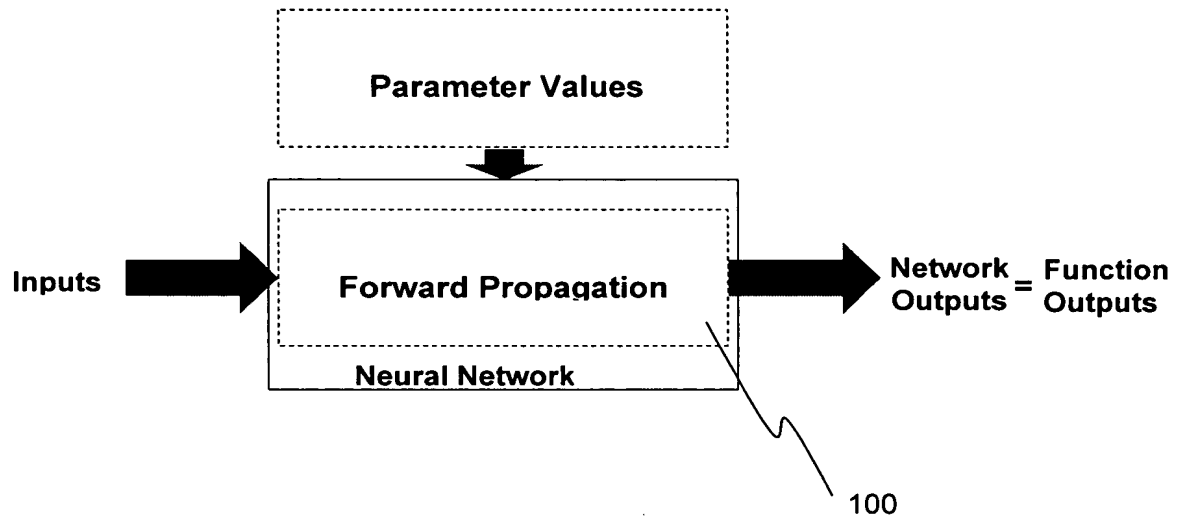 Parameter Values
Inputs
Forward Propagation
Network
Outputs
=
Function
Outputs
Neural Network
100